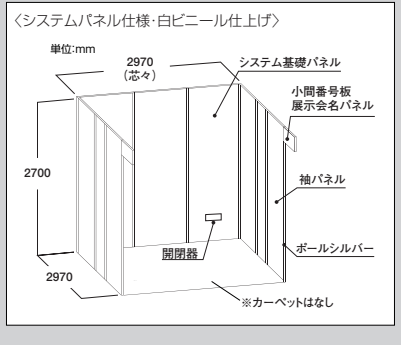 〈システムパネル仕様・白ビニール仕上げ〉
単位:mm
2970
(芯々)
システム基礎パネル
小間番号板
展示会名パネル
2700
袖パネル
開閉器
ポールシルバー
2970
※カーペットはなし